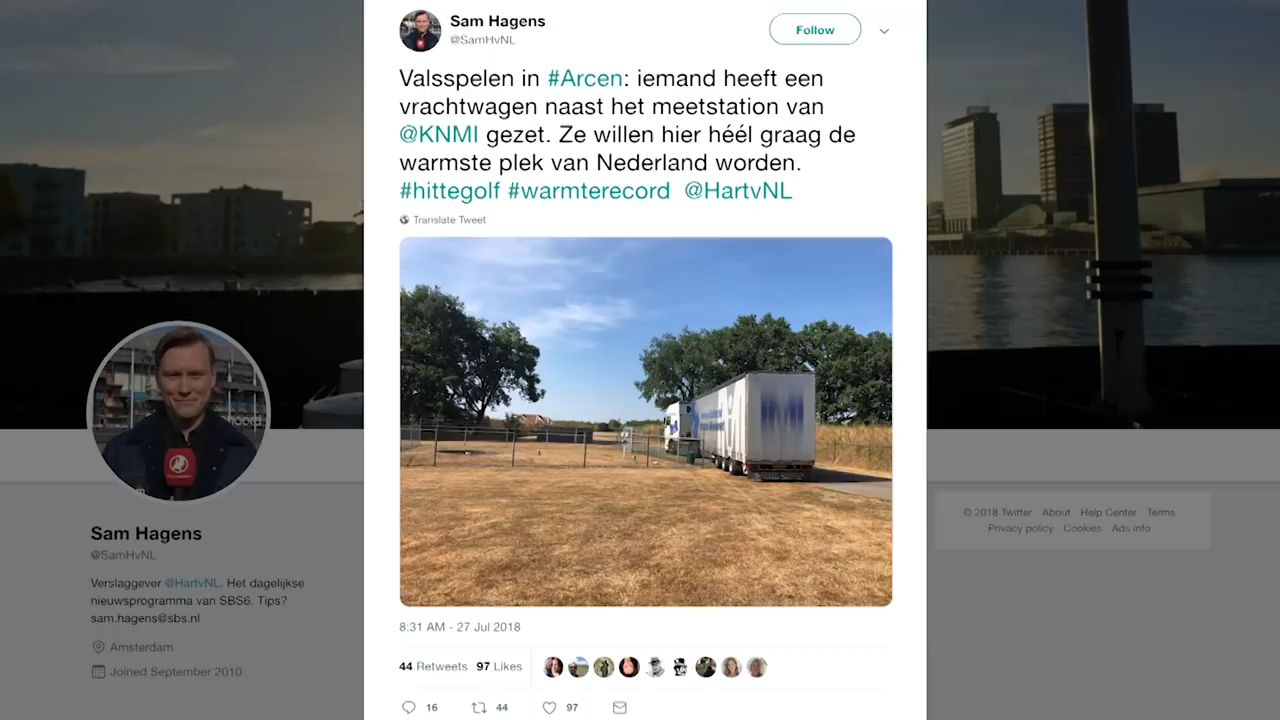 Sam Hagens
@SamHvNL
Follow
Valsspelen in #Arcen: iemand heeft een
vrachtwagen naast het meetstation van
@KNMI gezet. Ze willen hier héél graag de
warmste plek van Nederland worden.
#hittegolf #warmterecord @HartvNL
Translate Tweet
8:31 AM - 27 Jul 2018
44 Retweets 97 Likes
16 44 97
Sam Hagens
@SamHvNL
Verslaggever @HartvNL. Het dagelijkse
nieuwsprogramma van SBS6. Tips?
sam.hagens@sbs.nl
Amsterdam
Joined September 2010
© 2018 Twitter About Help Center Terms
Privacy policy Cookies Ads info